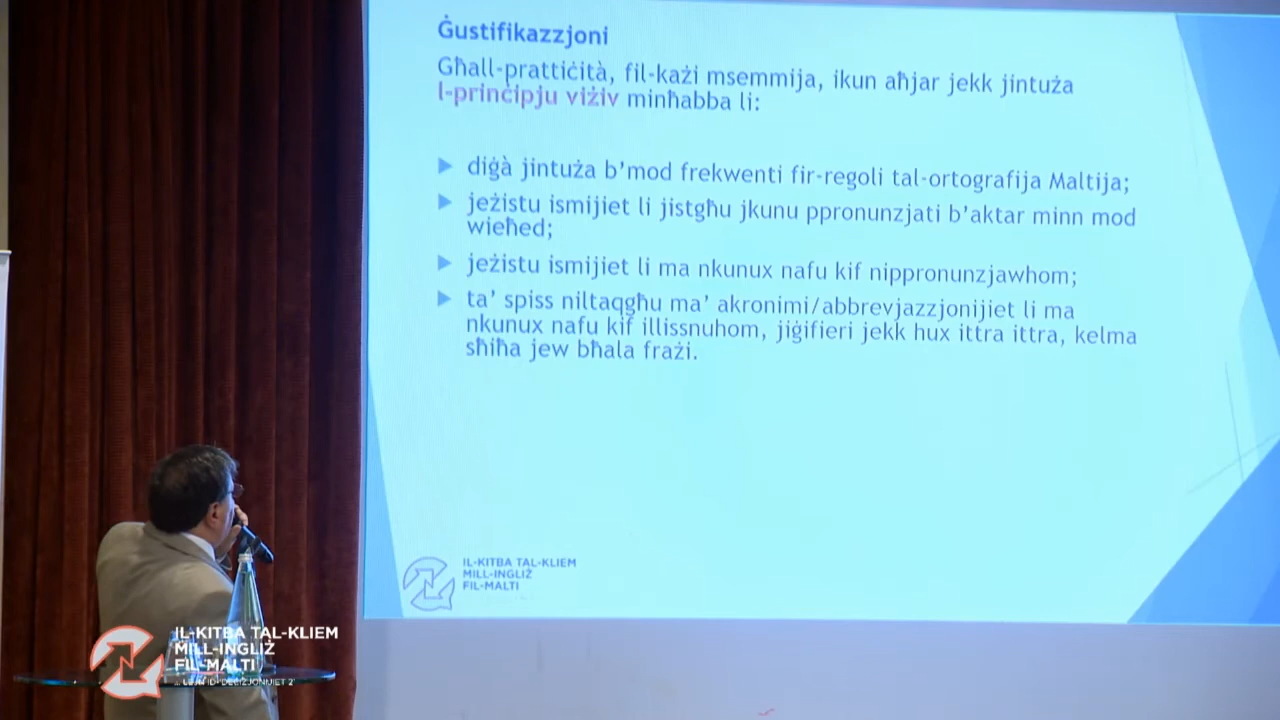 Ġustifikazzjoni
Għall-prattiċità, fil-każi msemmija, ikun aħjar jekk jintuża
l-prinċipju viżiv minħabba li:
diġà jintuża b’mod frekwenti fir-regoli tal-ortografija Maltija;
jeżistu ismijiet li jistgħu jkunu ppronunzjati b’aktar minn mod
wieħed;
jeżistu ismijiet li ma nkunux nafu kif nippronunzjawhom;
ta’ spiss niltaqgħu ma’ akronimi/abbrevjazzjonijiet li ma
nkunux nafu kif illissnuhom, jiġifieri jekk hux ittra ittra, kelma
sħiħa jew bħala frażi.
IL-KITBA TAL-KLIEM
MILL-INGLIŻ
FIL-MALTI
IL-KITBA TAL-KLIEM
MILL-INGLIŻ
FIL-MALTI
DEĊIŻJONIJIET 2